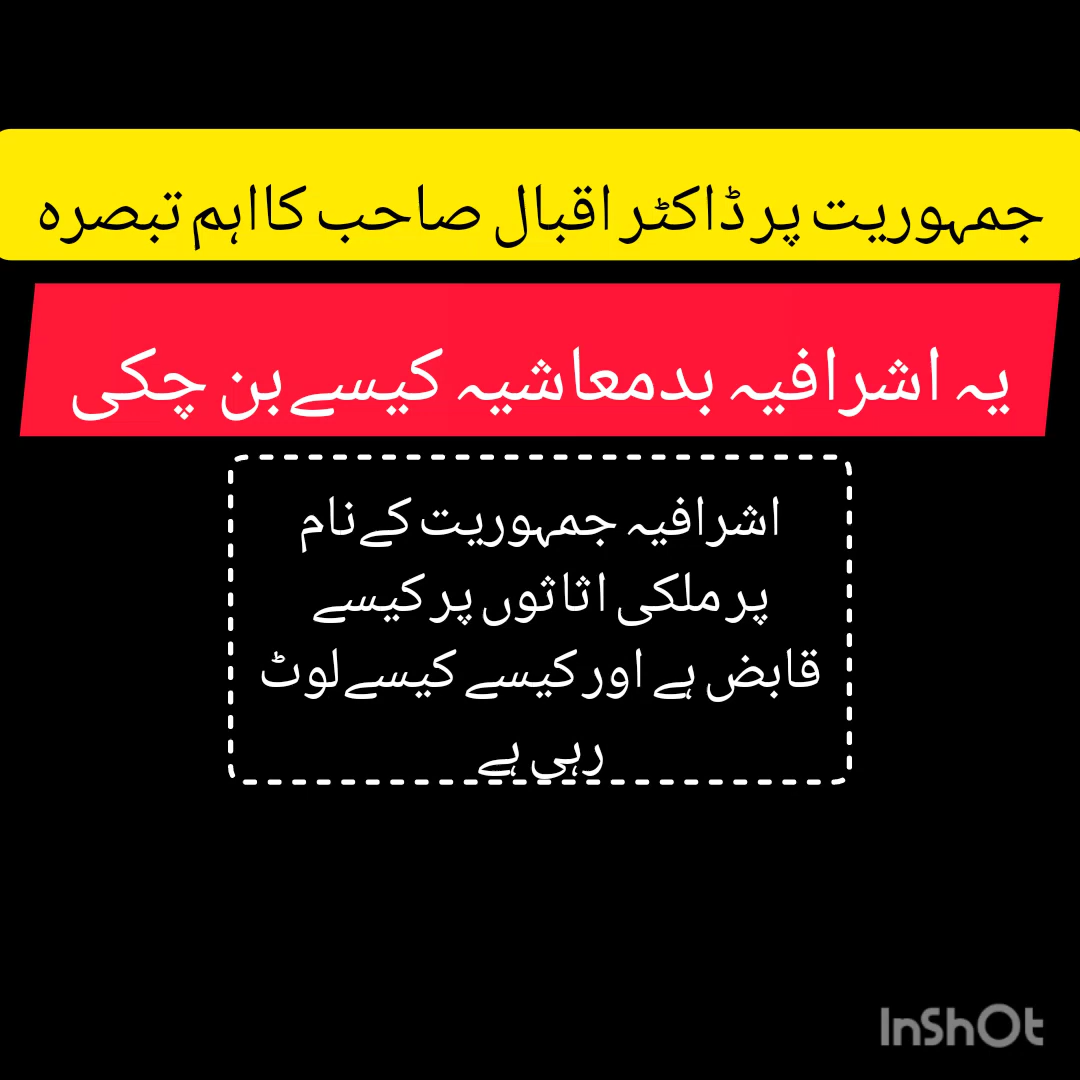 جمہوریت پر ڈاکٹر اقبال صاحب کا اہم تبصرہ
یہ اشرافیہ بدمعاشیہ کیسے بن چکی
اشرافیہ جمہوریت کے نام
پر ملکی اثاثوں پر کیسے
قابض ہے اور کیسے کیسے لوٹ
رہی ہے
InShOt